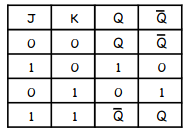 J K Q Q̅
0 0 Q Q̅
1 0 1 0
0 1 0 1
1 1 Q̅ Q